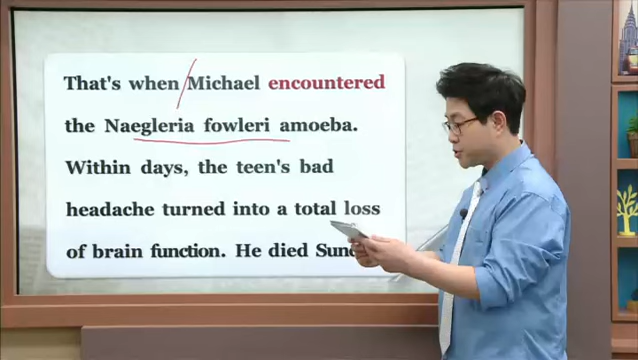 That's when Michael encountered
the Naegleria fowleri amoeba.
Within days, the teen's bad
headache turned into a total loss
of brain function. He died